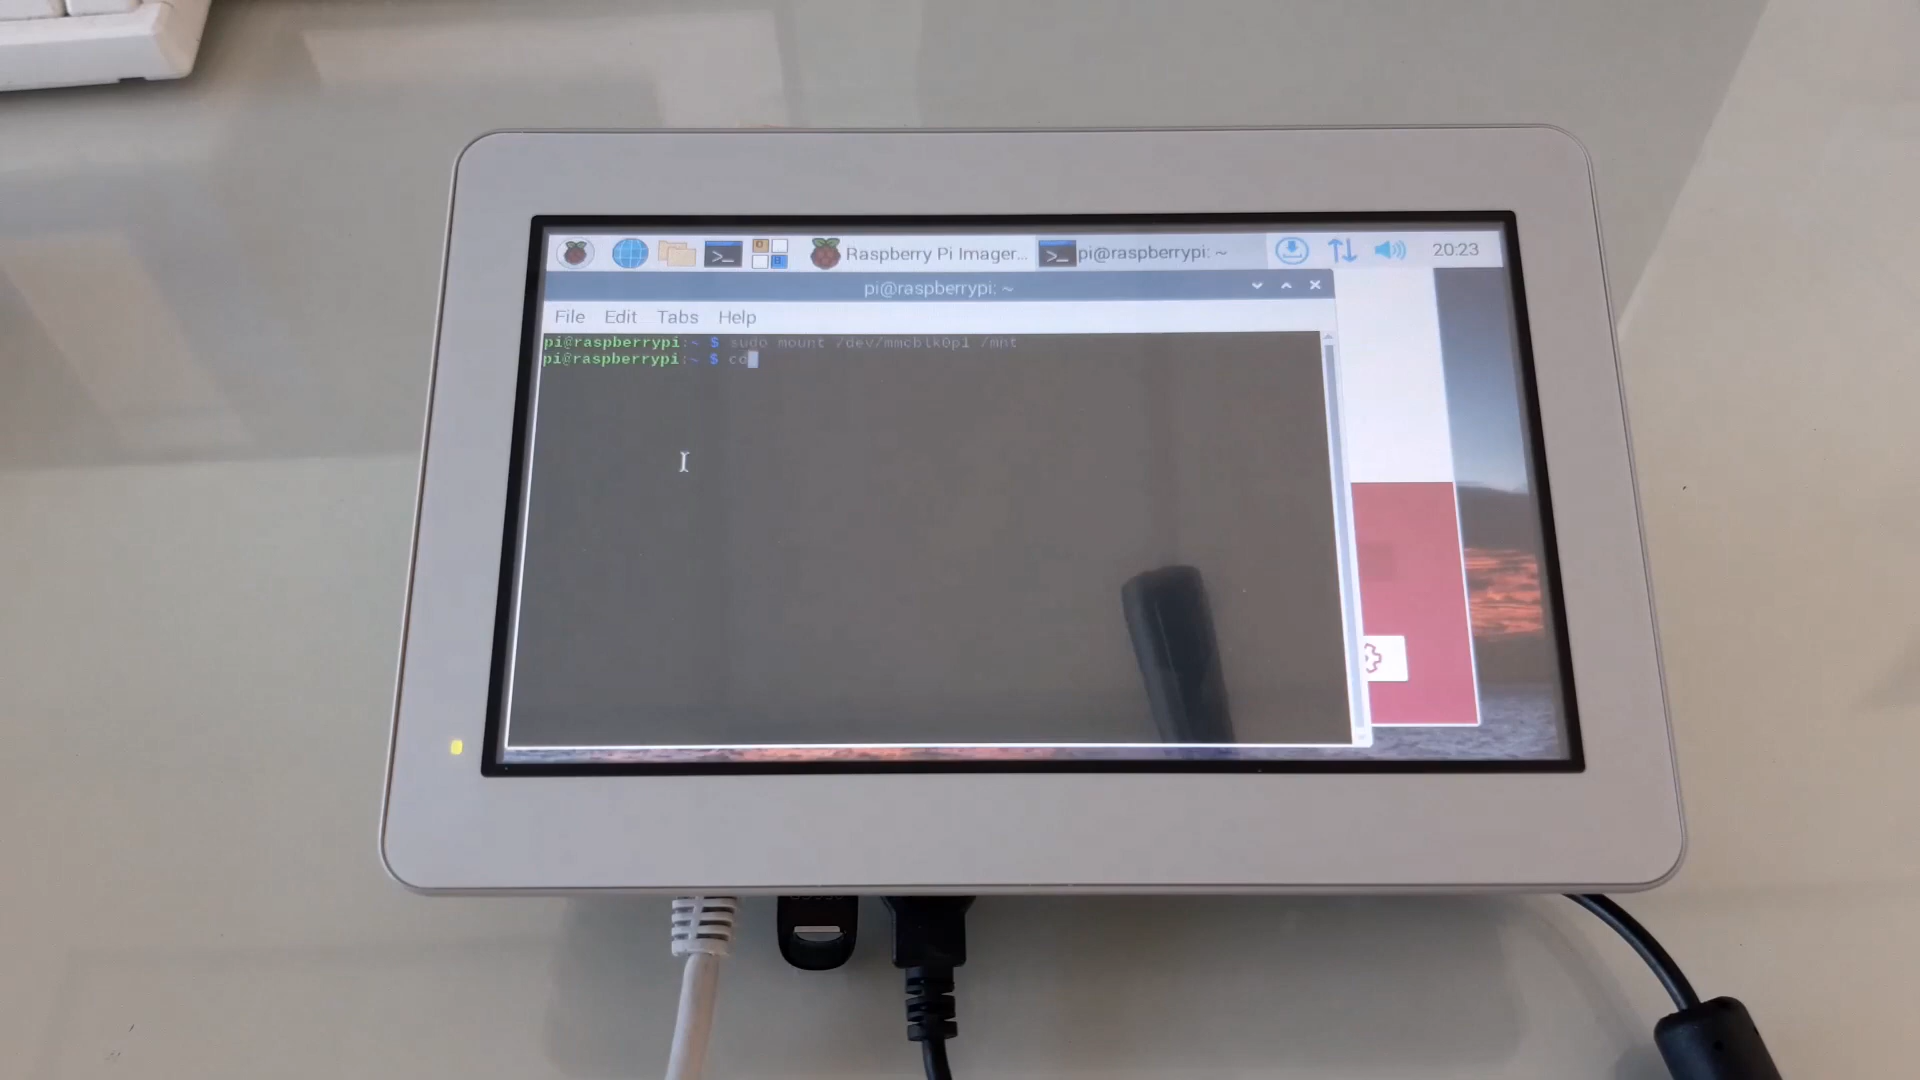 Raspberry Pi Imager... pi@raspberrypi: ~ 20:23
pi@raspberrypi: ~
File Edit Tabs Help
pi@raspberrypi:~ $ sudo mount /dev/mmcblk0p1 /mnt
pi@raspberrypi:~ $ co